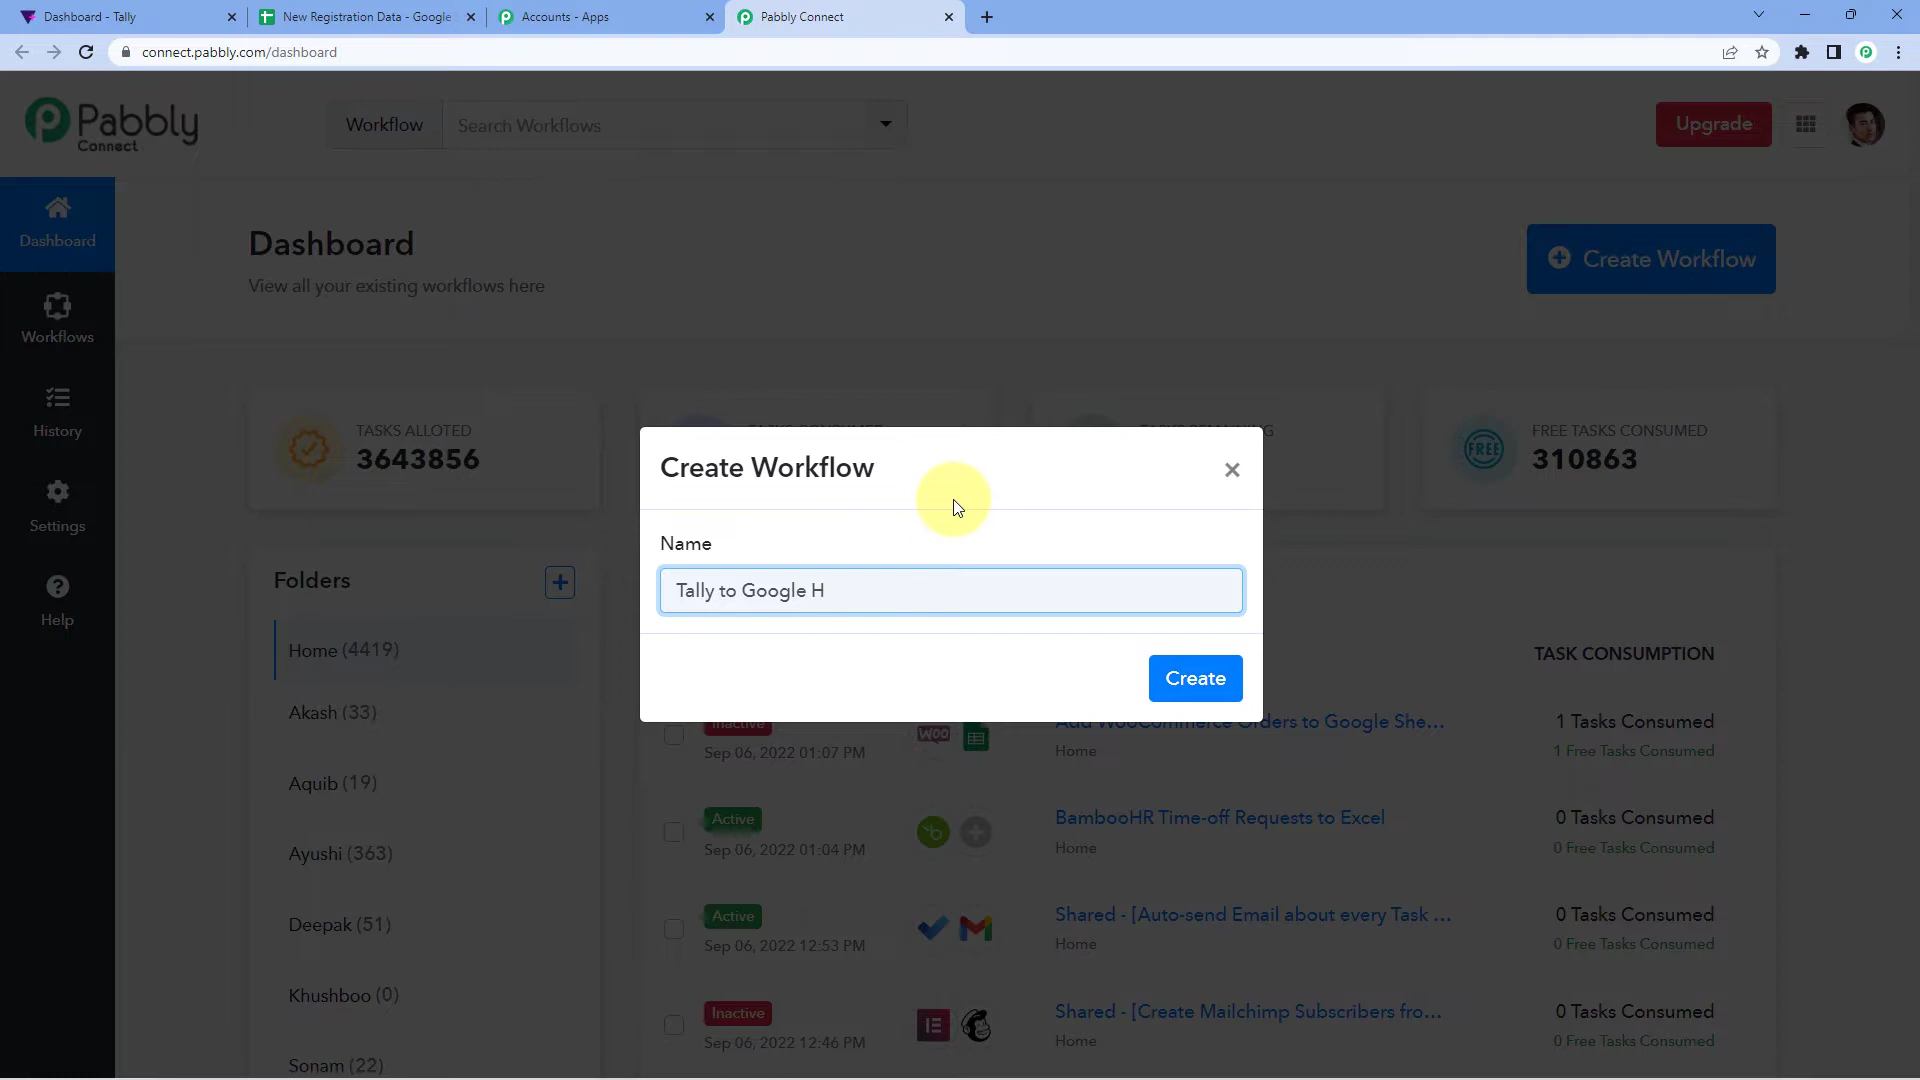 Dashboard - Tally
New Registration Data - Google
Accounts - Apps
Pabbly Connect
connect.pabbly.com/dashboard
Pabbly
Connect
Workflow
Search Workflows
Upgrade
Dashboard
Workflows
History
Settings
Help
Dashboard
View all your existing workflows here
Create Workflow
TASKS ALLOTED
3643856
FREE
FREE TASKS CONSUMED
310863
Create Workflow
Name
Tally to Google H
Create
Folders
Home (4419)
Akash (33)
Aquib (19)
Ayushi (363)
Deepak (51)
Khushboo (0)
Sonam (22)
TASK CONSUMPTION
Inactive
Sep 06, 2022 01:07 PM
WOO
Add WooCommerce Orders to Google She...
Home
1 Tasks Consumed
1 Free Tasks Consumed
Active
Sep 06, 2022 01:04 PM
BambooHR Time-off Requests to Excel
Home
0 Tasks Consumed
0 Free Tasks Consumed
Active
Sep 06, 2022 12:53 PM
Shared - [Auto-send Email about every Task ...
Home
0 Tasks Consumed
0 Free Tasks Consumed
Inactive
Sep 06, 2022 12:46 PM
Shared - [Create Mailchimp Subscribers fro...
Home
0 Tasks Consumed
0 Free Tasks Consumed